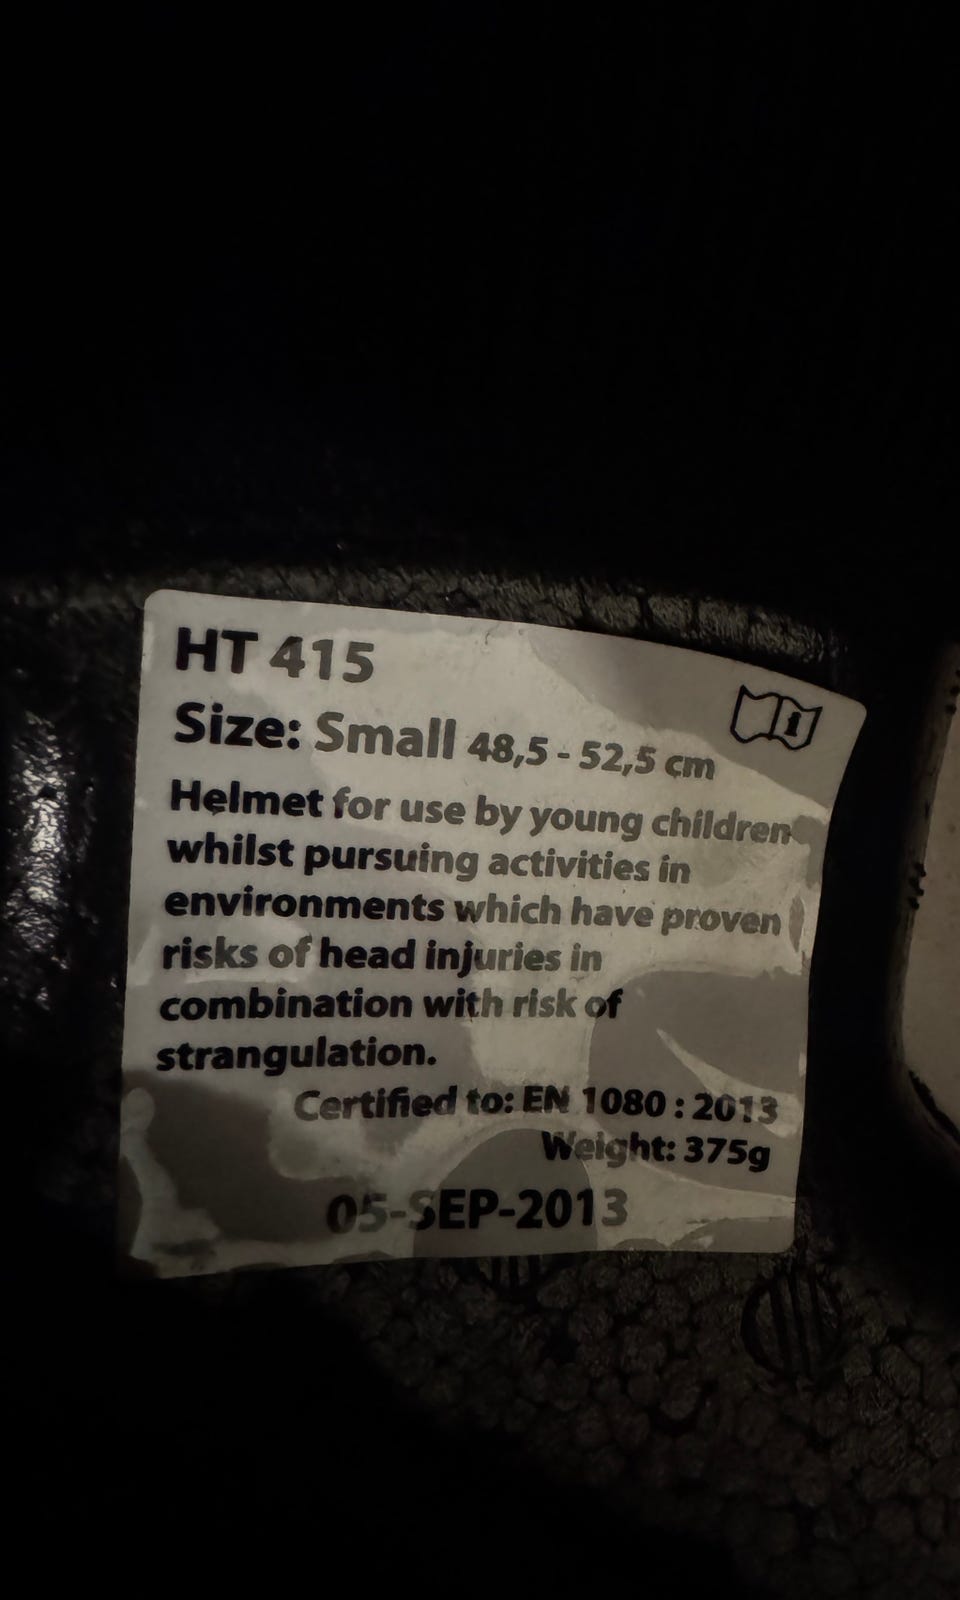 HT 415
Size: Small 48,5 - 52,5 cm
Helmet for use by young children
whilst pursuing activities in
environments which have proven
risks of head injuries in
combination with risk of
strangulation.
Certified to: EN 1080 : 2013
Weight: 375g
05-SEP-2013